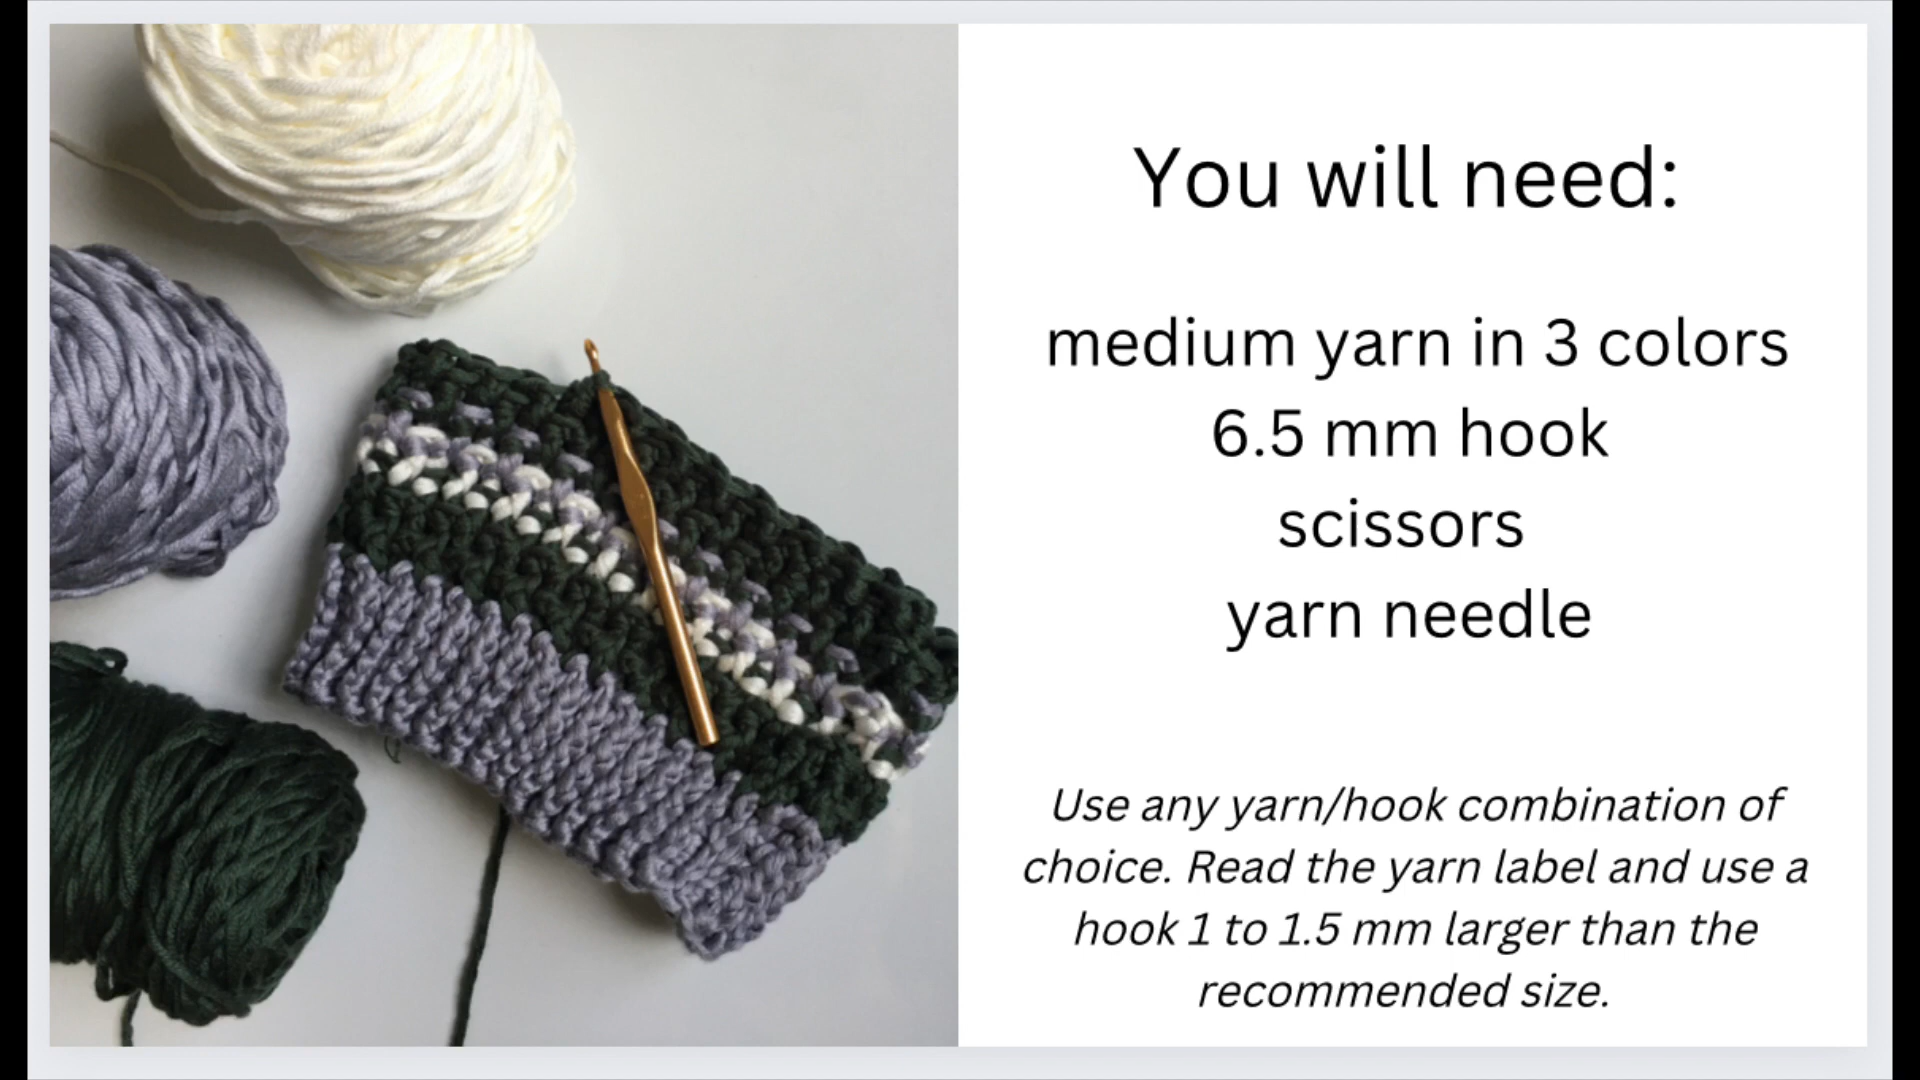 You will need:
medium yarn in 3 colors
6.5 mm hook
scissors
yarn needle
Use any yarn/hook combination of
choice. Read the yarn label and use a
hook 1 to 1.5 mm larger than the
recommended size.